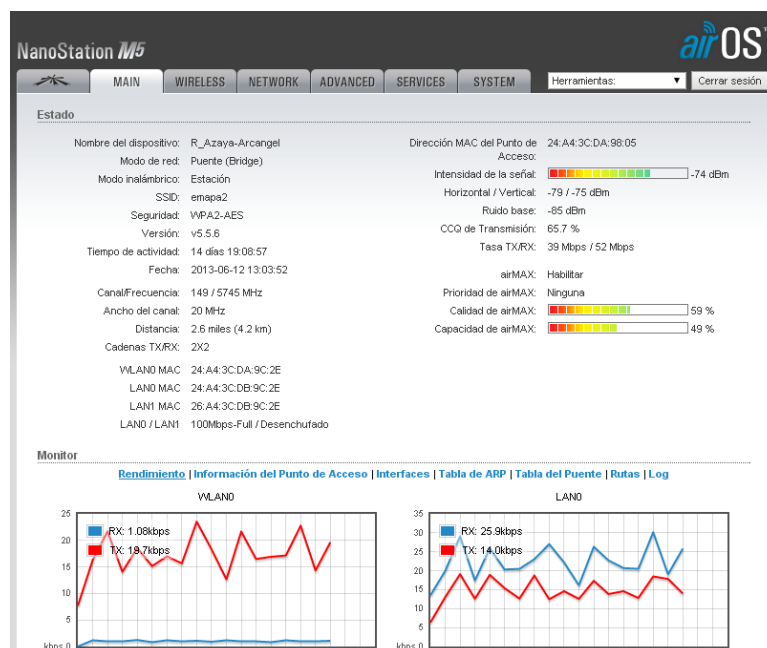 NanoStation M5
airOS
MAIN WIRELESS NETWORK ADVANCED SERVICES SYSTEM Herramientas: Cerrar sesión
Estado
Nombre del dispositivo: R_Azaya-Arcangel
Modo de red: Puente (Bridge)
Modo inalámbrico: Estación
SSID: emapa2
Seguridad: WPA2-AES
Versión: v5.5.6
Tiempo de actividad: 14 días 19:08:57
Fecha: 2013-06-12 13:03:52
Canal/Frecuencia: 149 / 5745 MHz
Ancho del canal: 20 MHz
Distancia: 2.6 miles (4.2 km)
Cadenas TX/RX: 2X2
WLAN0 MAC 24:A4:3C:DA:9C:2E
LAN0 MAC 24:A4:3C:DB:9C:2E
LAN1 MAC 26:A4:3C:DB:9C:2E
LAN0 / LAN1 100Mbps-Full / Desenchufado
Dirección MAC del Punto de Acceso: 24:A4:3C:DA:98:05
Intensidad de la señal: -74 dBm
Horizontal / Vertical: -79 / -75 dBm
Ruido base: -85 dBm
CCQ de Transmisión: 65.7 %
Tasa TX/RX: 39 Mbps / 52 Mbps
airMAX: Habilitar
Prioridad de airMAX: Ninguna
Calidad de airMAX: 59 %
Capacidad de airMAX: 49 %
Monitor
Rendimiento | Información del Punto de Acceso | Interfaces | Tabla de ARP | Tabla del Puente | Rutas | Log
WLAN0
25
20
15
10
5
kbps 0
RX: 1.08kbps
TX: 19.7kbps
LAN0
35
30
25
20
15
10
5
kbps 0
RX: 25.9kbps
TX: 14.0kbps